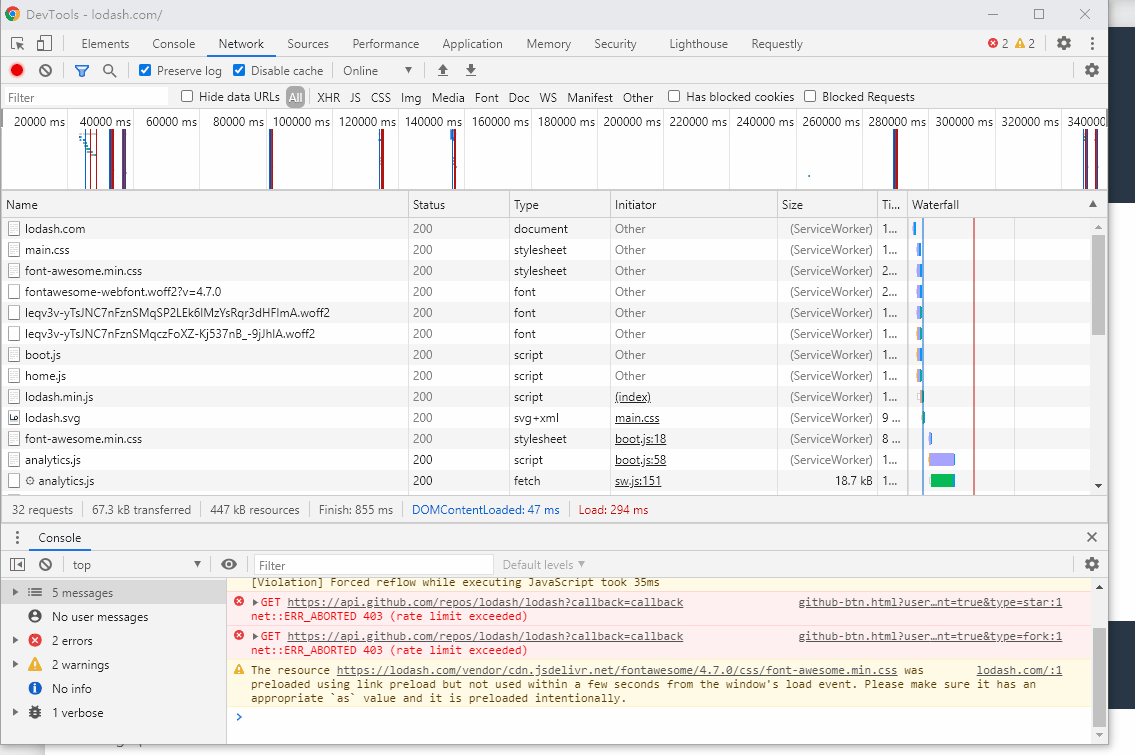 DevTools - lodash.com/
Elements Console Network Sources Performance Application Memory Security Lighthouse Requestly 2 2
Preserve log Disable cache Online
Filter Hide data URLs All XHR JS CSS Img Media Font Doc WS Manifest Other Has blocked cookies Blocked Requests
20000 ms 40000 ms 60000 ms 80000 ms 100000 ms 120000 ms 140000 ms 160000 ms 180000 ms 200000 ms 220000 ms 240000 ms 260000 ms 280000 ms 300000 ms 320000 ms 340000
Name Status Type Initiator Size Ti... Waterfall
lodash.com 200 document Other (ServiceWorker) 1...
main.css 200 stylesheet Other (ServiceWorker) 1...
font-awesome.min.css 200 stylesheet Other (ServiceWorker) 2...
fontawesome-webfont.woff2?v=4.7.0 200 font Other (ServiceWorker) 2...
ieqv3v-yTsJNC7nFznSMqSP2LEk6lMzYsRqr3dHFImA.woff2 200 font Other (ServiceWorker) 1...
ieqv3v-yTsJNC7nFznSMqczFoXZ-Kj537nB_-9jJhlA.woff2 200 font Other (ServiceWorker) 1...
boot.js 200 script Other (ServiceWorker) 1...
home.js 200 script Other (ServiceWorker) 1...
lodash.min.js 200 script (index) (ServiceWorker) 1...
lodash.svg 200 svg+xml main.css (ServiceWorker) 9 ...
font-awesome.min.css 200 stylesheet boot.js:18 (ServiceWorker) 8 ...
analytics.js 200 script boot.js:58 (ServiceWorker) 1...
analytics.js 200 fetch sw.js:151 18.7 kB 1...
32 requests 67.3 kB transferred 447 kB resources Finish: 855 ms DOMContentLoaded: 47 ms Load: 294 ms
Console
top Filter Default levels
5 messages
No user messages
2 errors
2 warnings
No info
1 verbose
[Violation] Forced reflow while executing JavaScript took 35ms
GET https://api.github.com/repos/lodash/lodash?callback=callback github-btn.html?user…nt=true&type=star:1
net::ERR_ABORTED 403 (rate limit exceeded)
GET https://api.github.com/repos/lodash/lodash?callback=callback github-btn.html?user…nt=true&type=fork:1
net::ERR_ABORTED 403 (rate limit exceeded)
The resource https://lodash.com/vendor/cdn.jsdelivr.net/fontawesome/4.7.0/css/font-awesome.min.css was lodash.com/:1
preloaded using link preload but not used within a few seconds from the window's load event. Please make sure it has an
appropriate `as` value and it is preloaded intentionally.